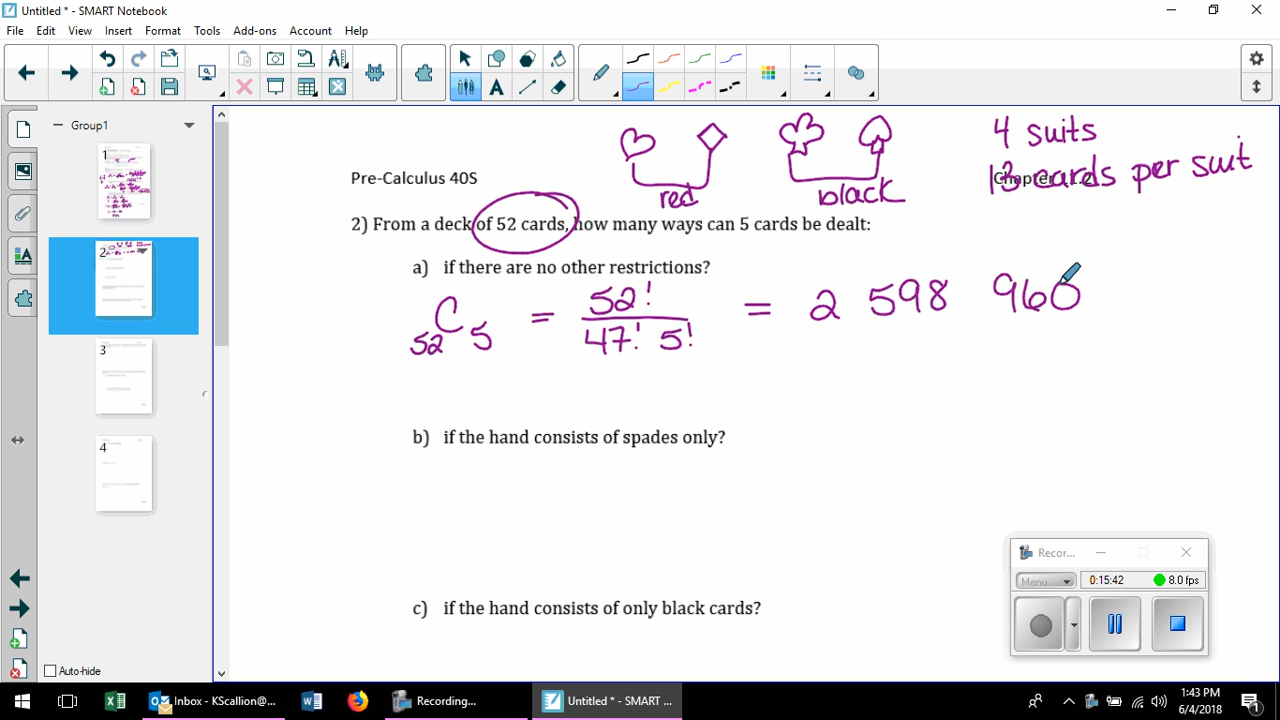 Untitled * - SMART Notebook
File Edit View Insert Format Tools Add-ons Account Help
Group1
1
2
3
4
Auto-hide
4 suits
Pre-Calculus 40S
13 cards per suit
red
black
2) From a deck of 52 cards, how many ways can 5 cards be dealt:
a) if there are no other restrictions?
52C5 = 52! / 47! 5! = 2 598 960
b) if the hand consists of spades only?
c) if the hand consists of only black cards?
Recor...
Menu
0:15:42
8.0 fps
Inbox - KScallion@...
Recording...
Untitled * - SMART ...
1:43 PM
6/4/2018